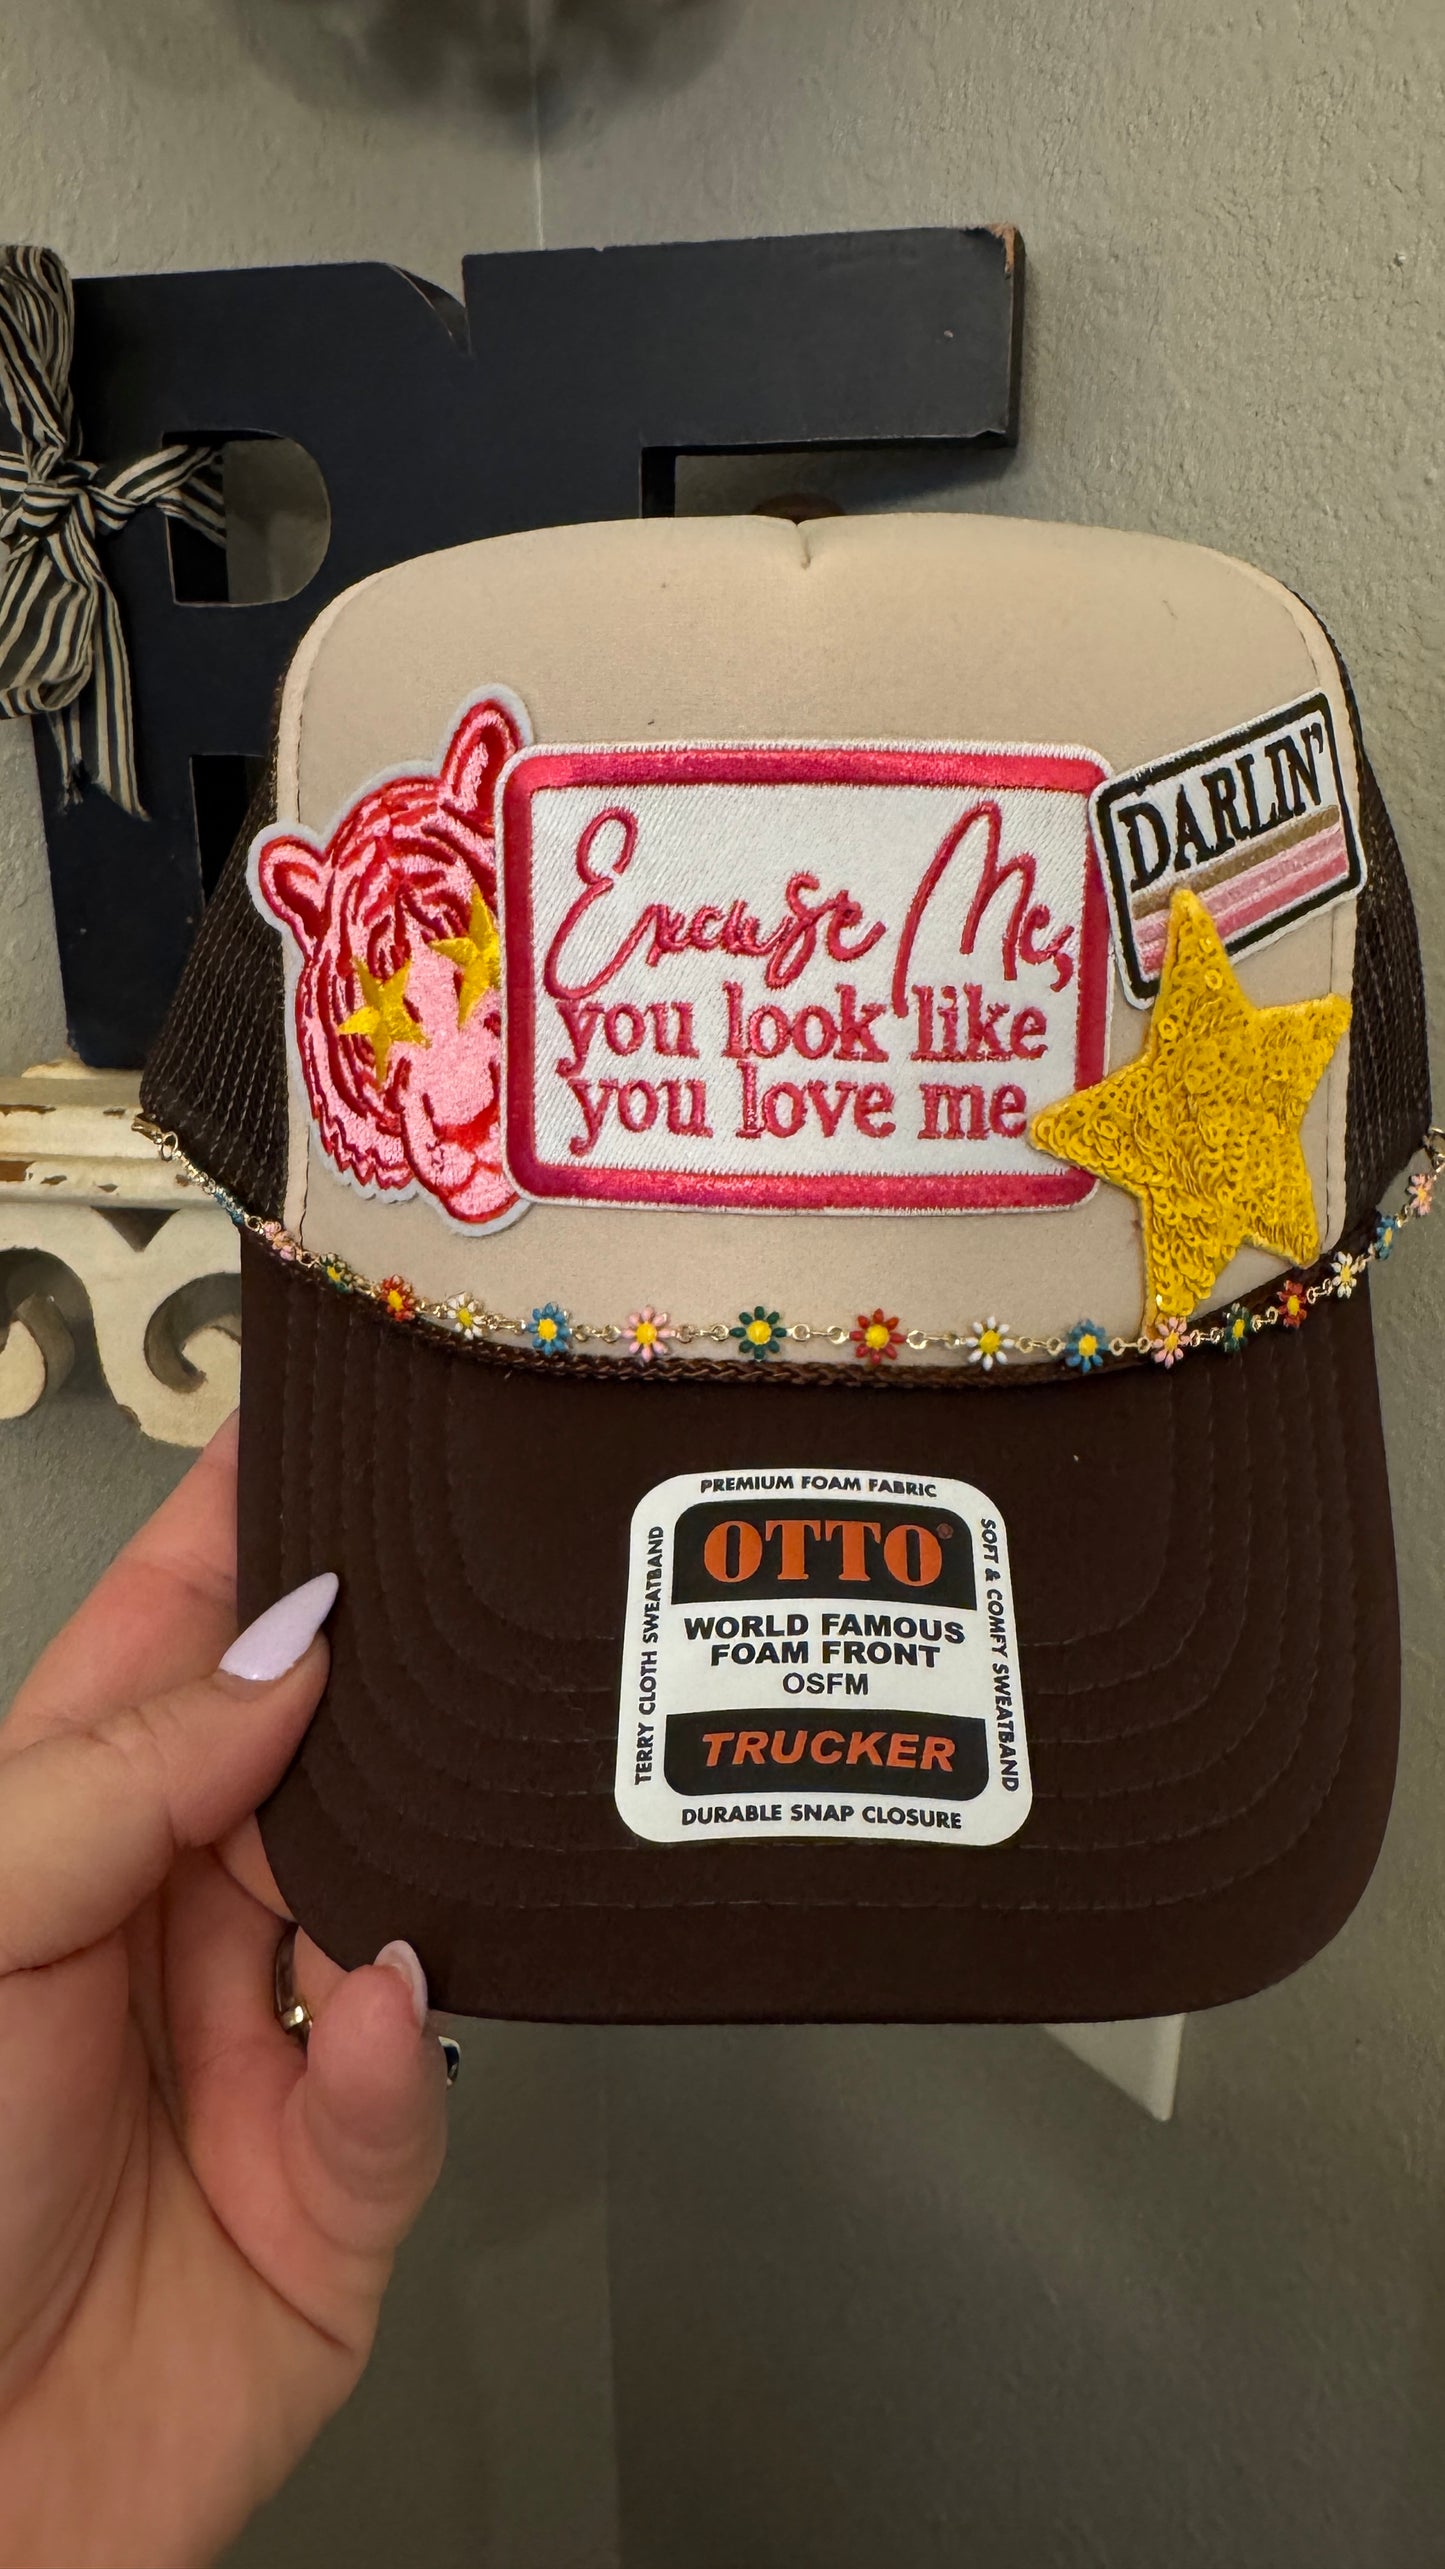 Excuse Me,
you look like
you love me
DARLIN'
PREMIUM FOAM FABRIC
OTTO®
WORLD FAMOUS
FOAM FRONT
OSFM
TRUCKER
DURABLE SNAP CLOSURE
TERRY CLOTH SWEATBAND
SOFT & COMFY SWEATBAND